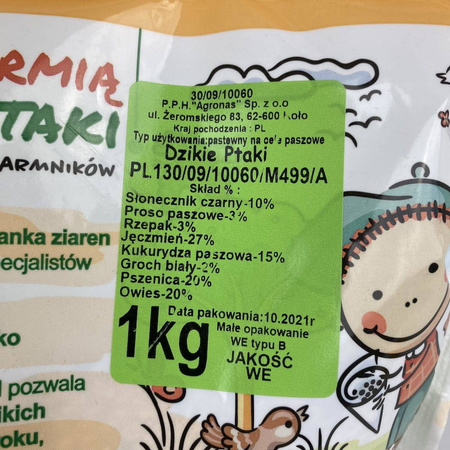 RMIĄ
TAKI
ARMNIKÓW
anka ziaren
ecjalistów
ko
l pozwala
ikich
oku,
30/09/10060
P.P.H."Agronas" Sp. z o.o
ul. Żeromskiego 83, 62-600 Koło
Kraj pochodzenia : PL
Typ użytkowania:pastewny na cele paszowe
Dzikie Ptaki
PL.130/09/10060/M499/A
Skład % :
Słonecznik czarny-10%
Proso paszowe-3%
Rzepak-3%
Jęczmień-27%
Kukurydza paszowa-15%
Groch biały-2%
Pszenica-20%
Owies-20%
Data pakowania:10.2021r
1kg
Małe opakowanie
WE typu B
JAKOŚĆ
WE